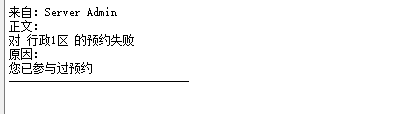 来自：Server Admin
正文：
对 行政1区 的预约失败
原因：
您已参与过预约